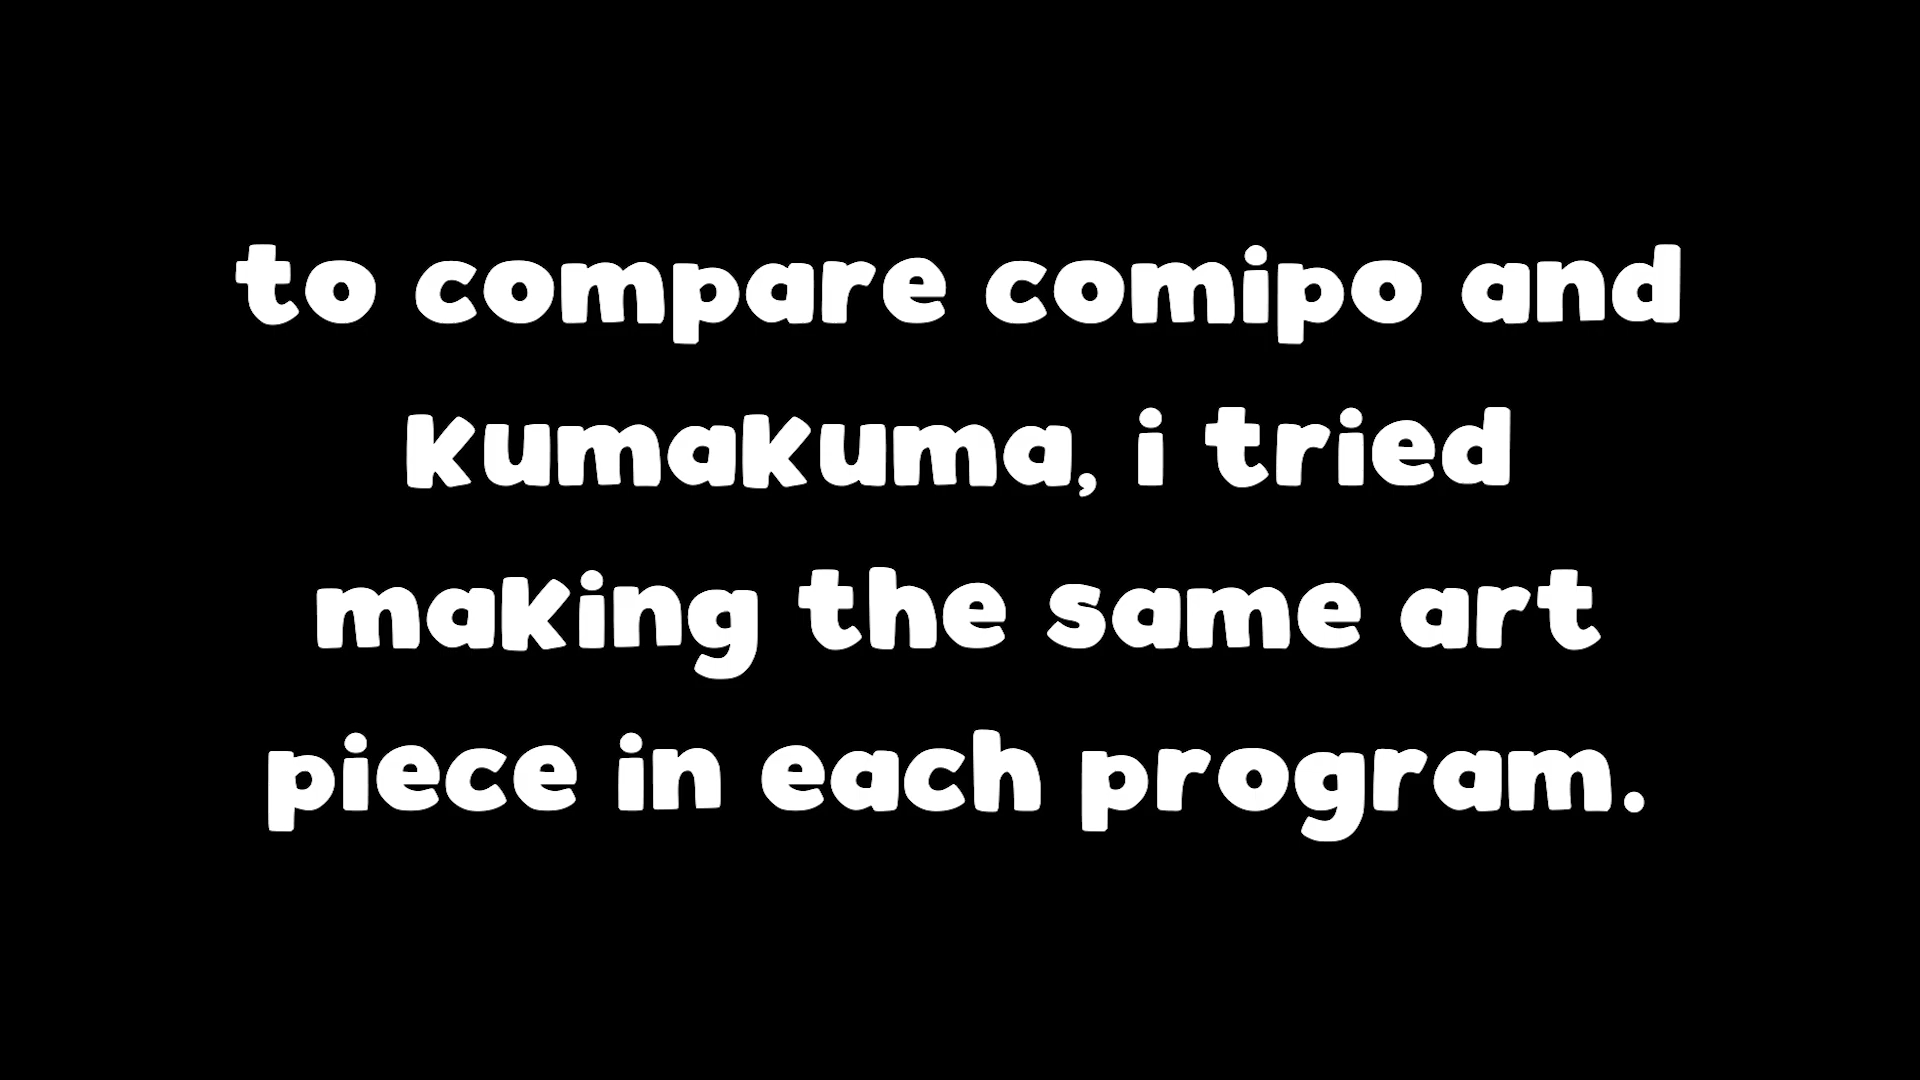 to compare comipo and
kumakuma, i tried
making the same art
piece in each program.